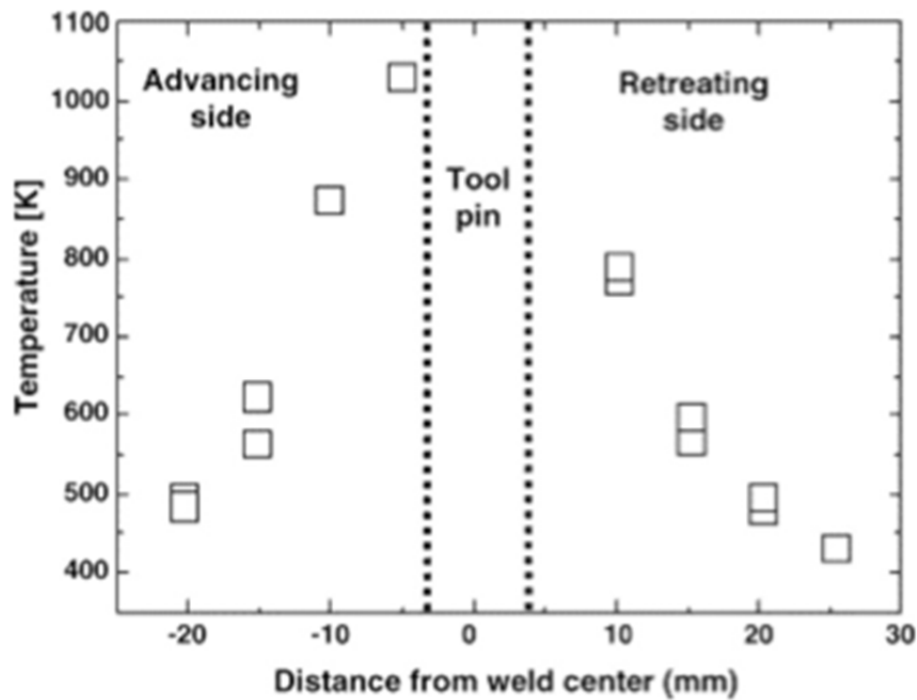 1100
1000
900
800
700
600
500
400
Temperature [K]
Advancing
side
Tool
pin
Retreating
side
-20
-10
0
10
20
30
Distance from weld center (mm)